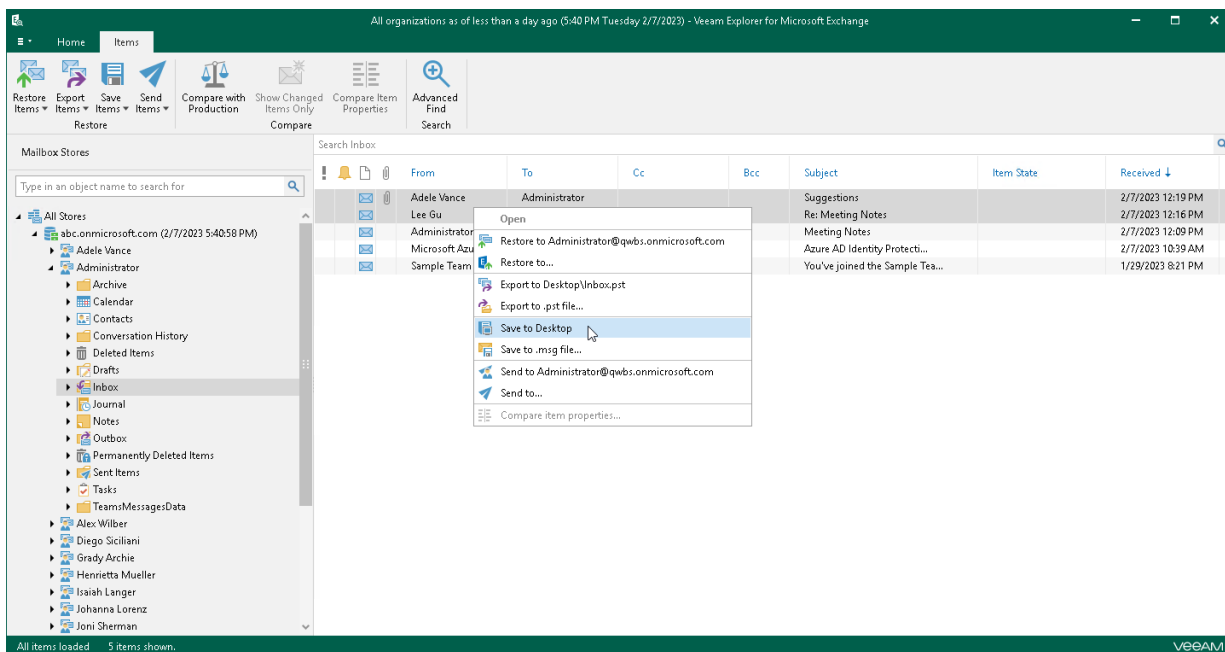 All organizations as of less than a day ago (5:40 PM Tuesday 2/7/2023) - Veeam Explorer for Microsoft Exchange
Home Items
Restore Items Export Items Save Items Send Items Compare with Production Show Changed Items Only Compare Item Properties Advanced Find
Restore Compare Search
Mailbox Stores
Type in an object name to search for
All Stores
abc.onmicrosoft.com (2/7/2023 5:40:58 PM)
Adele Vance
Administrator
Archive
Calendar
Contacts
Conversation History
Deleted Items
Drafts
Inbox
Journal
Notes
Outbox
Permanently Deleted Items
Sent Items
Tasks
TeamsMessagesData
Alex Wilber
Diego Siciliani
Grady Archie
Henrietta Mueller
Isaiah Langer
Johanna Lorenz
Joni Sherman
Search Inbox
From To Cc Bcc Subject Item State Received
Adele Vance Administrator Suggestions 2/7/2023 12:19 PM
Lee Gu Re: Meeting Notes 2/7/2023 12:16 PM
Administrator Meeting Notes 2/7/2023 12:09 PM
Microsoft Azu Azure AD Identity Protecti... 2/7/2023 10:39 AM
Sample Team You've joined the Sample Tea... 1/29/2023 8:21 PM
Open
Restore to Administrator@qwbs.onmicrosoft.com
Restore to...
Export to Desktop\Inbox.pst
Export to .pst file...
Save to Desktop
Save to .msg file...
Send to Administrator@qwbs.onmicrosoft.com
Send to...
Compare item properties...
All items loaded 5 items shown. VEEAM